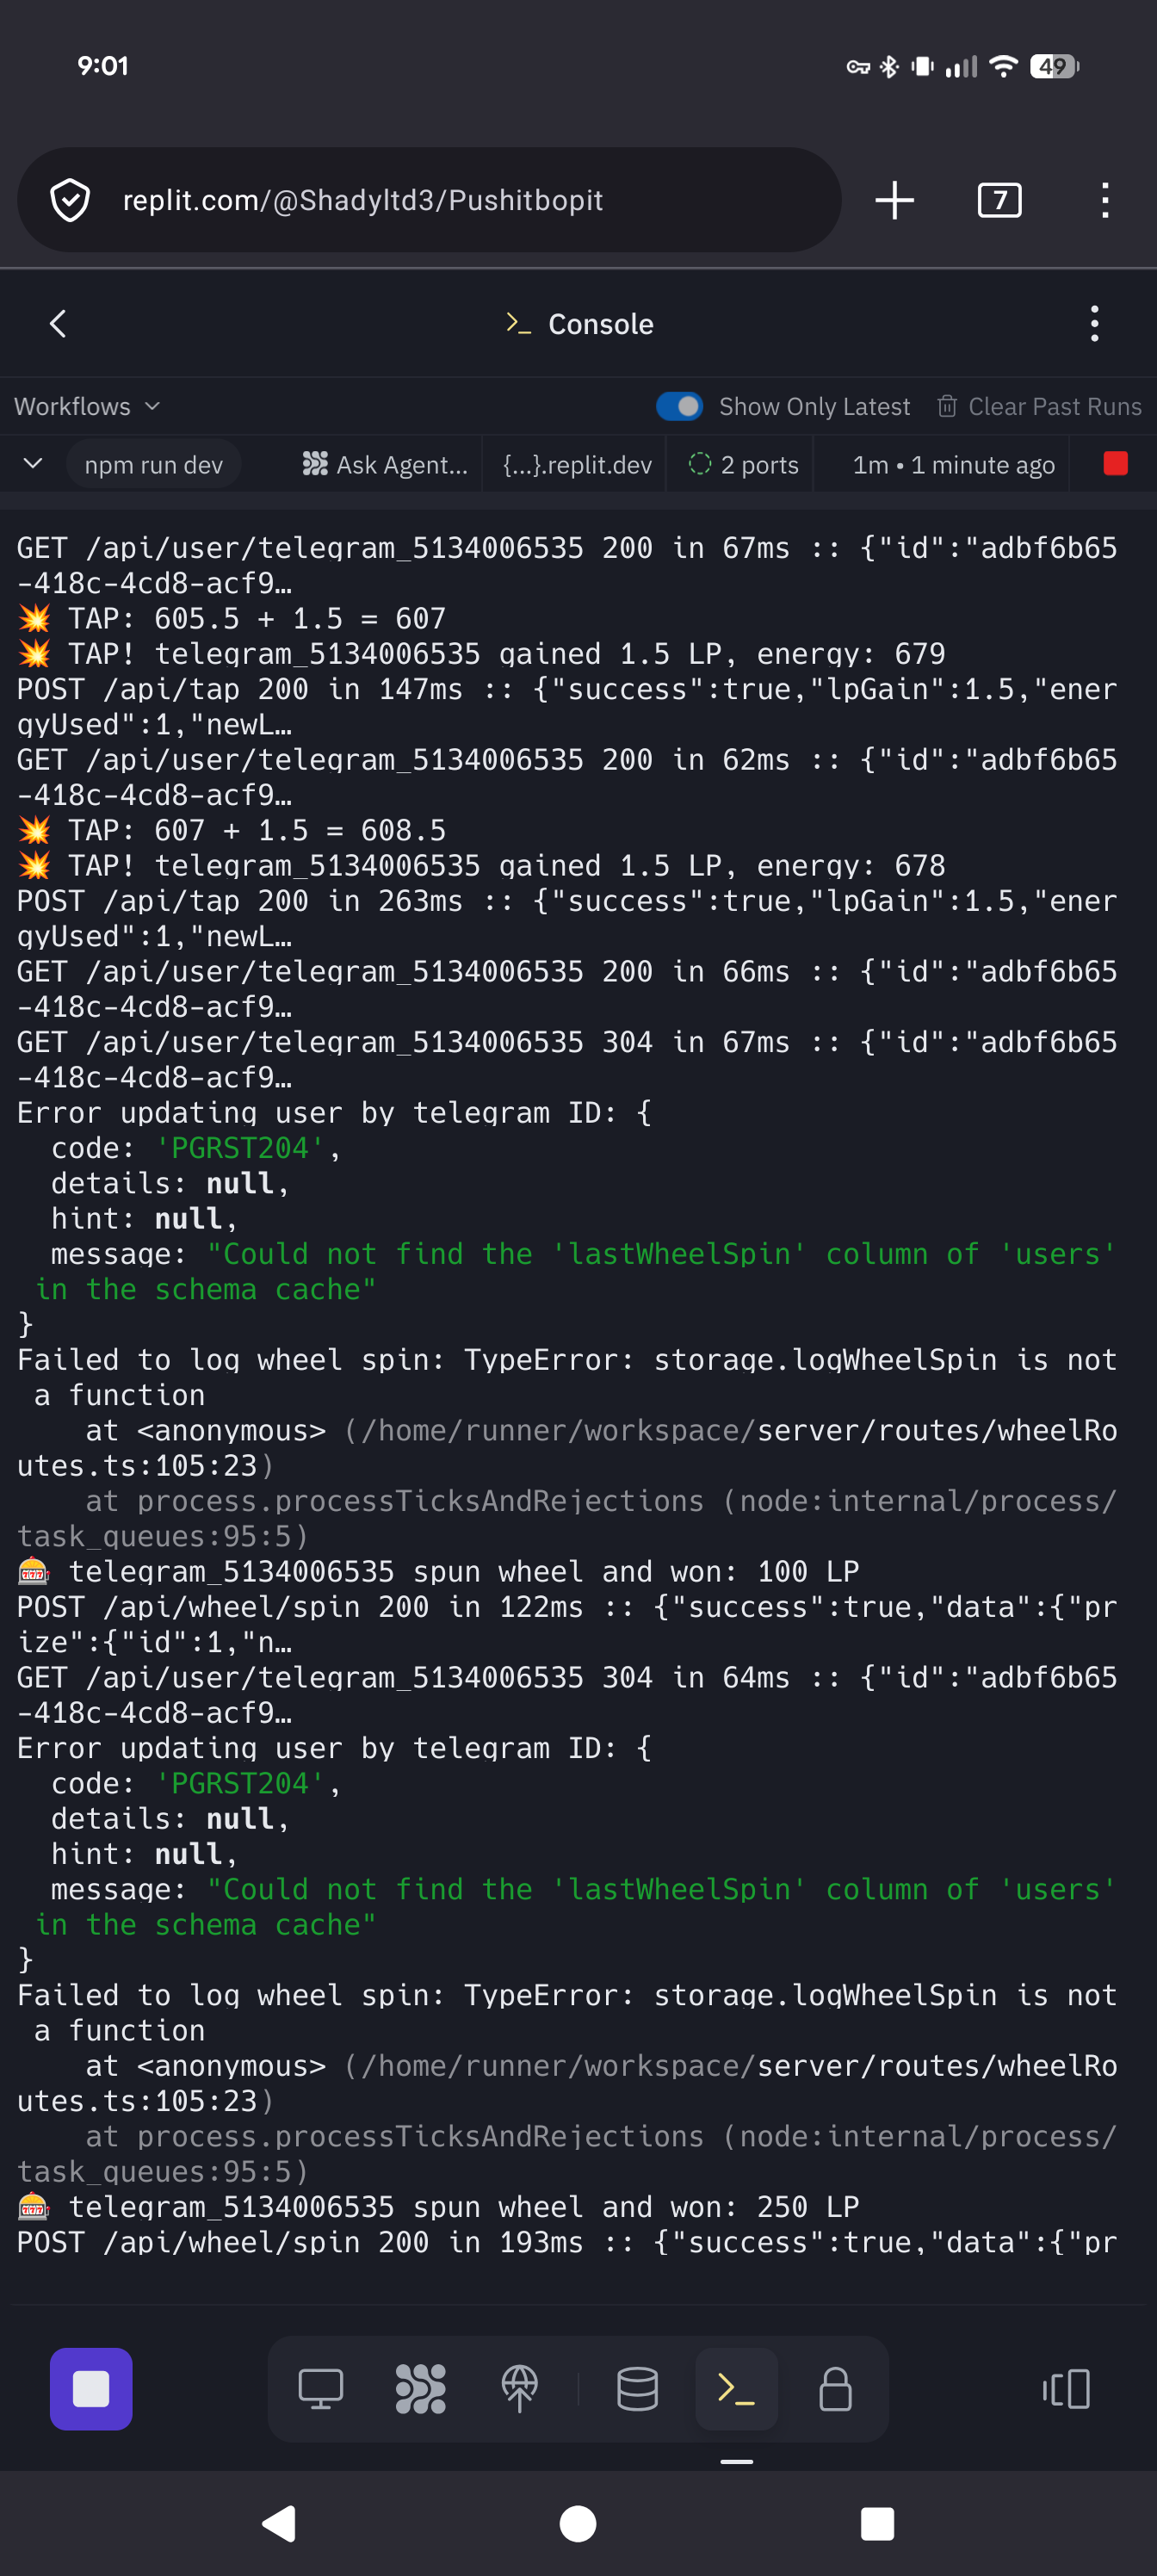 9:01
49
replit.com/@Shadyltd3/Pushitbopit
7
Console
Workflows
Show Only Latest
Clear Past Runs
npm run dev
Ask Agent...
{...}.replit.dev
2 ports
1m • 1 minute ago
GET /api/user/telegram_5134006535 200 in 67ms :: {"id":"adbf6b65
-418c-4cd8-acf9…
💥 TAP: 605.5 + 1.5 = 607
💥 TAP! telegram_5134006535 gained 1.5 LP, energy: 679
POST /api/tap 200 in 147ms :: {"success":true,"lpGain":1.5,"ener
gyUsed":1,"newL…
GET /api/user/telegram_5134006535 200 in 62ms :: {"id":"adbf6b65
-418c-4cd8-acf9…
💥 TAP: 607 + 1.5 = 608.5
💥 TAP! telegram_5134006535 gained 1.5 LP, energy: 678
POST /api/tap 200 in 263ms :: {"success":true,"lpGain":1.5,"ener
gyUsed":1,"newL…
GET /api/user/telegram_5134006535 200 in 66ms :: {"id":"adbf6b65
-418c-4cd8-acf9…
GET /api/user/telegram_5134006535 304 in 67ms :: {"id":"adbf6b65
-418c-4cd8-acf9…
Error updating user by telegram ID: {
code: 'PGRST204',
details: null,
hint: null,
message: "Could not find the 'lastWheelSpin' column of 'users'
in the schema cache"
}
Failed to log wheel spin: TypeError: storage.logWheelSpin is not
a function
at <anonymous> (/home/runner/workspace/server/routes/wheelRo
utes.ts:105:23)
at process.processTicksAndRejections (node:internal/process/
task_queues:95:5)
🎰 telegram_5134006535 spun wheel and won: 100 LP
POST /api/wheel/spin 200 in 122ms :: {"success":true,"data":{"pr
ize":{"id":1,"n…
GET /api/user/telegram_5134006535 304 in 64ms :: {"id":"adbf6b65
-418c-4cd8-acf9…
Error updating user by telegram ID: {
code: 'PGRST204',
details: null,
hint: null,
message: "Could not find the 'lastWheelSpin' column of 'users'
in the schema cache"
}
Failed to log wheel spin: TypeError: storage.logWheelSpin is not
a function
at <anonymous> (/home/runner/workspace/server/routes/wheelRo
utes.ts:105:23)
at process.processTicksAndRejections (node:internal/process/
task_queues:95:5)
🎰 telegram_5134006535 spun wheel and won: 250 LP
POST /api/wheel/spin 200 in 193ms :: {"success":true,"data":{"pr